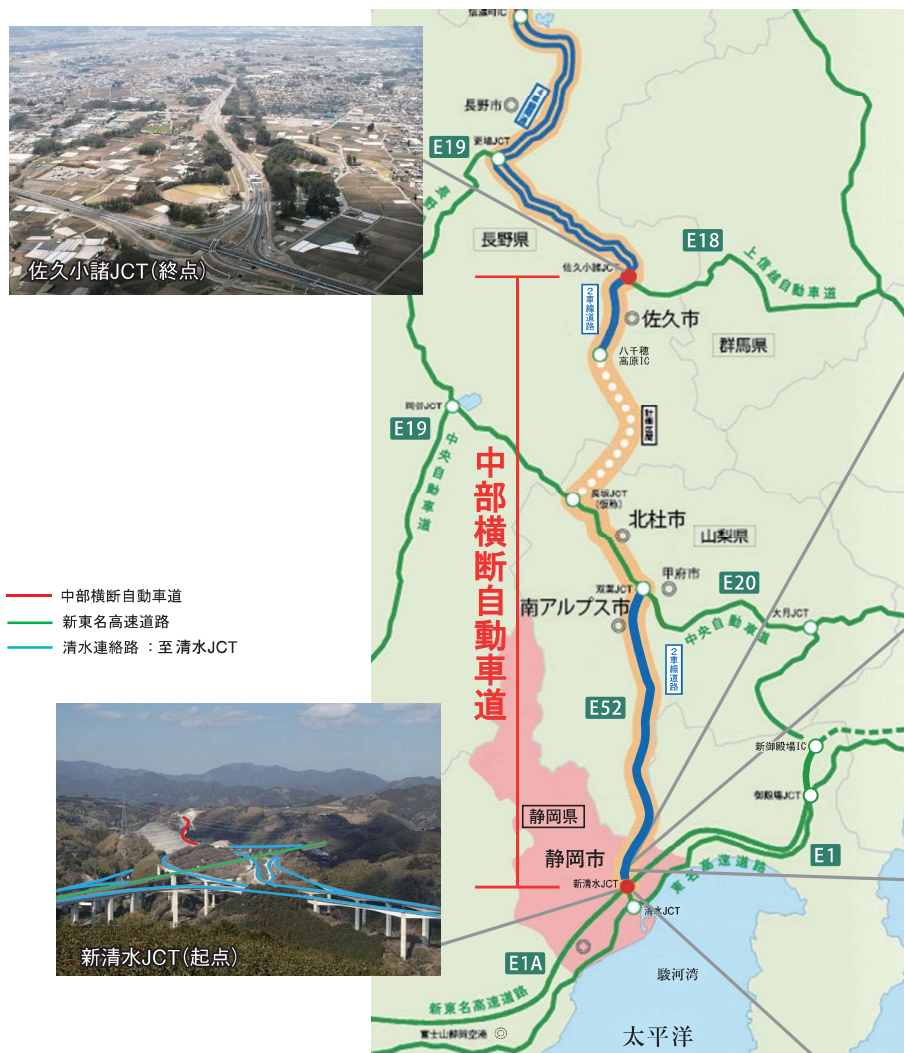 佐久小諸JCT(終点)
信濃町IC
長野市
更埴JCT
E19
長野県
佐久小諸JCT
E18
上信越自動車道
2車線道路
佐久市
八千穂
高原IC
群馬県
計画区間
岡谷JCT
E19
中央自動車道
中部横断自動車道
長坂JCT
(仮称)
北杜市
山梨県
双葉JCT
甲府市
E20
南アルプス市
大月JCT
中央自動車道
2車線道路
E52
中部横断自動車道
新東名高速道路
清水連絡路 : 至 清水JCT
新御殿場IC
御殿場JCT
静岡県
静岡市
E1
東名高速道路
新清水JCT
清水JCT
E1A
新清水JCT(起点)
駿河湾
新東名高速道路
富士山静岡空港
太平洋